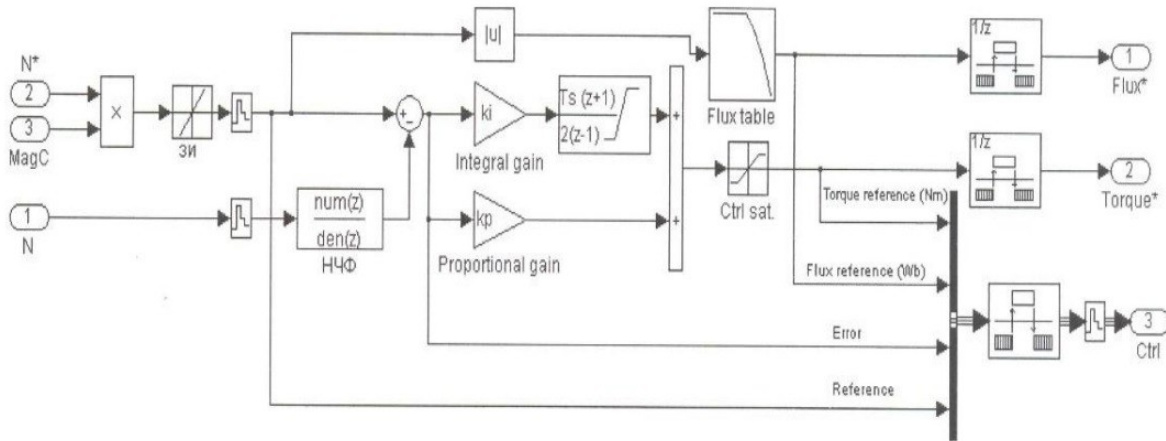 N*
2
3
MagC
×
ЗИ
|u|
Flux table
1/z
1
Flux*
+
-
ki
Integral gain
Ts (z+1)
2(z-1)
+
+
Ctrl sat.
1/z
2
Torque*
Torque reference (Nm)
1
N
num(z)
den(z)
НЧФ
kp
Proportional gain
Flux reference (Wb)
3
Ctrl
Error
Reference